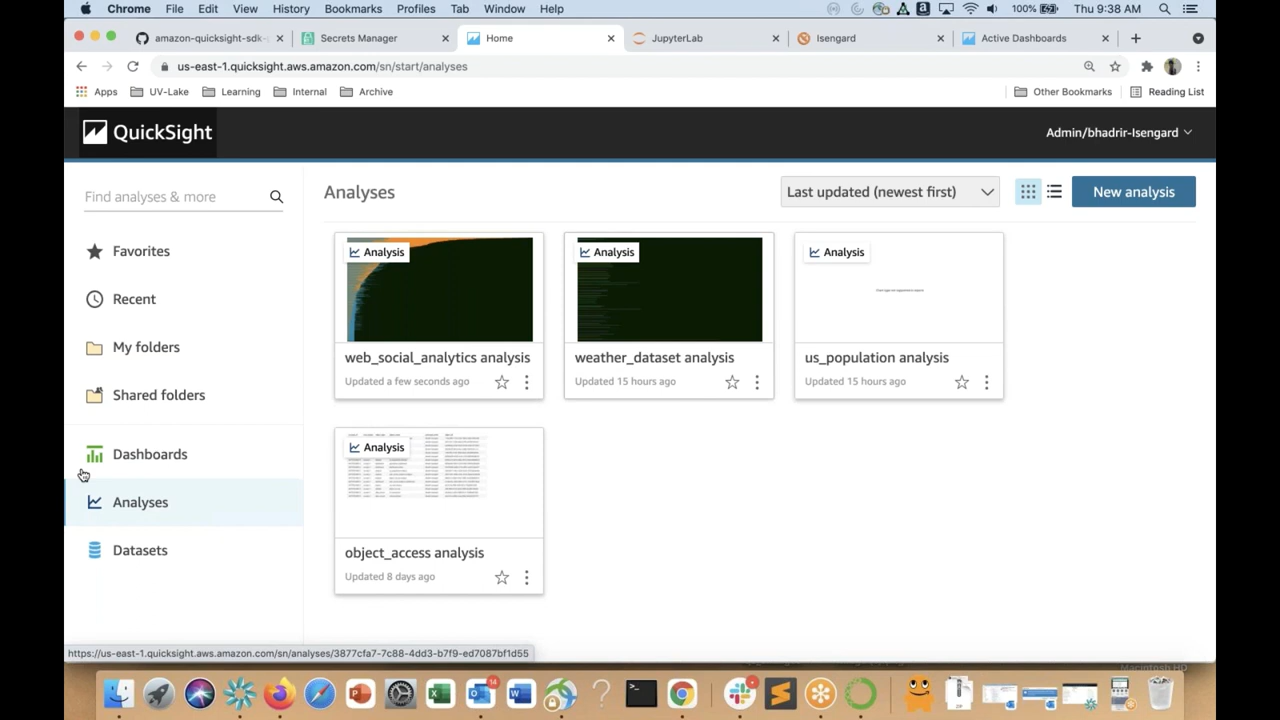 Chrome File Edit View History Bookmarks Profiles Tab Window Help 100% Thu 9:38 AM
amazon-quicksight-sdk- Secrets Manager Home JupyterLab Isengard Active Dashboards
us-east-1.quicksight.aws.amazon.com/sn/start/analyses
Apps UV-Lake Learning Internal Archive Other Bookmarks Reading List
QuickSight Admin/bhadrir-Isengard
Find analyses & more Analyses Last updated (newest first) New analysis
Favorites
Recent
My folders
Shared folders
Dashboards
Analyses
Datasets
Analysis Analysis Analysis
web_social_analytics analysis weather_dataset analysis us_population analysis
Updated a few seconds ago Updated 15 hours ago Updated 15 hours ago
Analysis
object_access analysis
Updated 8 days ago
https://us-east-1.quicksight.aws.amazon.com/sn/analyses/3877cfa7-7c88-4dd3-b7f9-ed7087bf1d55
Macintosh HD
14